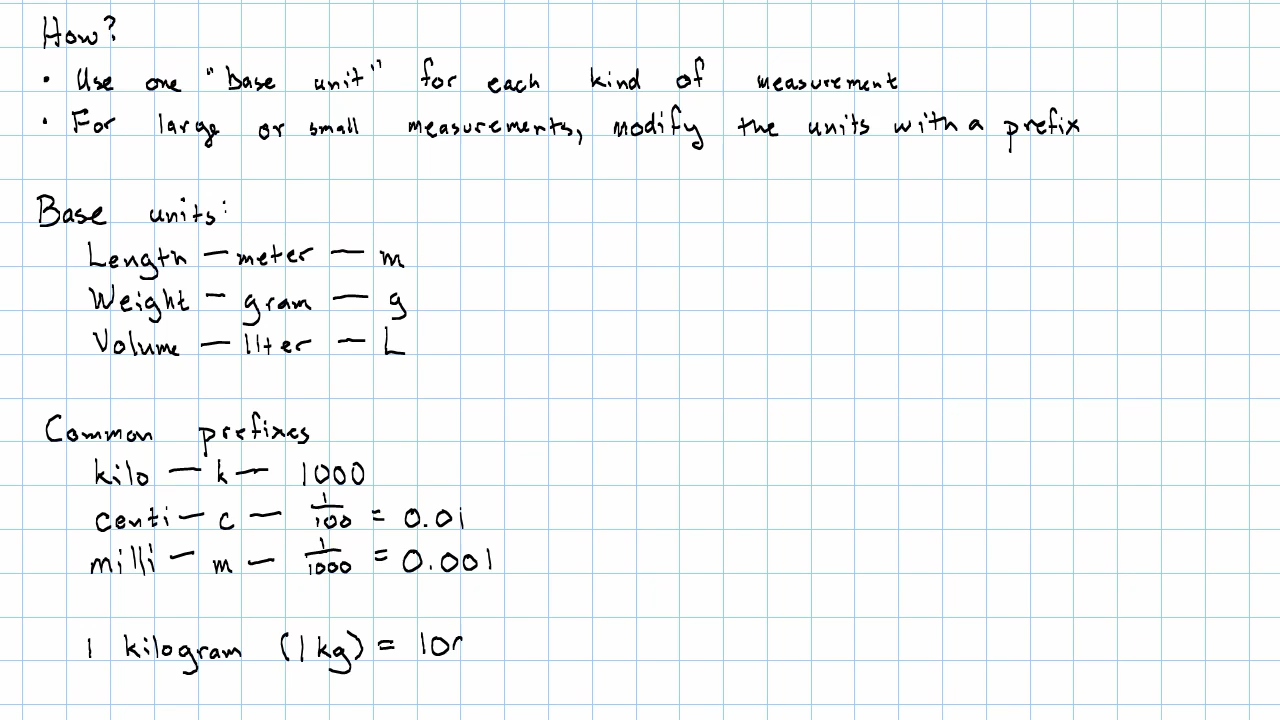 How?
• Use one "base unit" for each kind of measurement
• For large or small measurements, modify the units with a prefix
Base units:
Length — meter — m
Weight — gram — g
Volume — liter — L
Common prefixes
kilo — k — 1000
centi — c — 1/100 = 0.01
milli — m — 1/1000 = 0.001
1 kilogram (1 kg) = 10